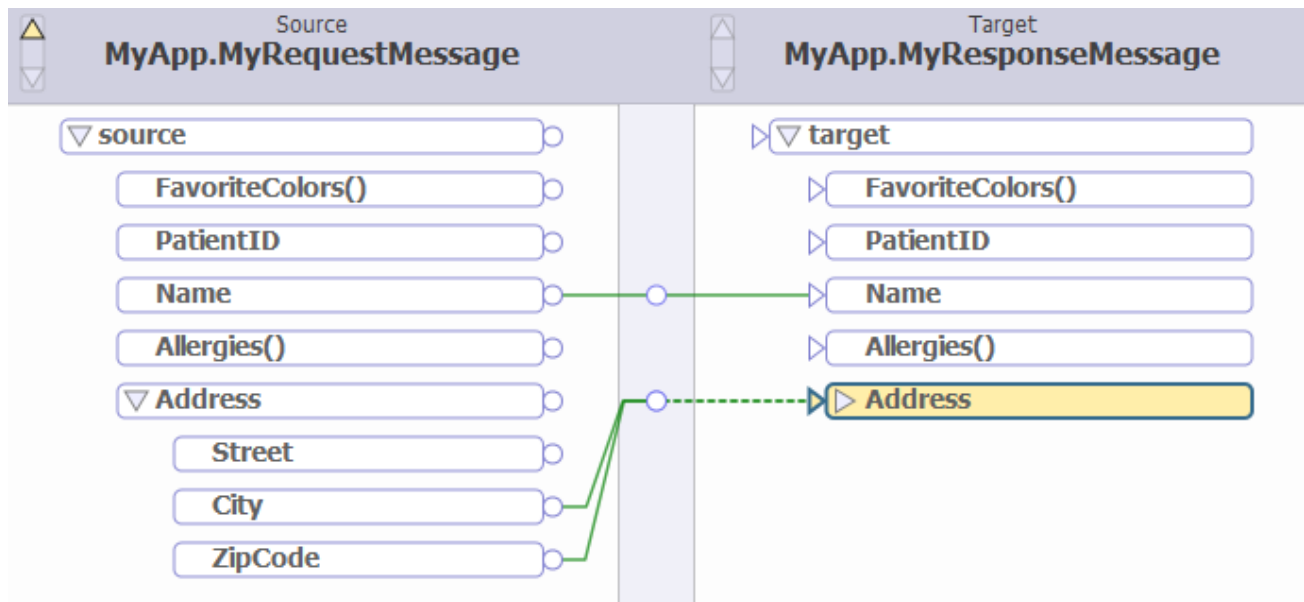 Source
MyApp.MyRequestMessage
Target
MyApp.MyResponseMessage
source
target
FavoriteColors()
FavoriteColors()
PatientID
PatientID
Name
Name
Allergies()
Allergies()
Address
Address
Street
City
ZipCode